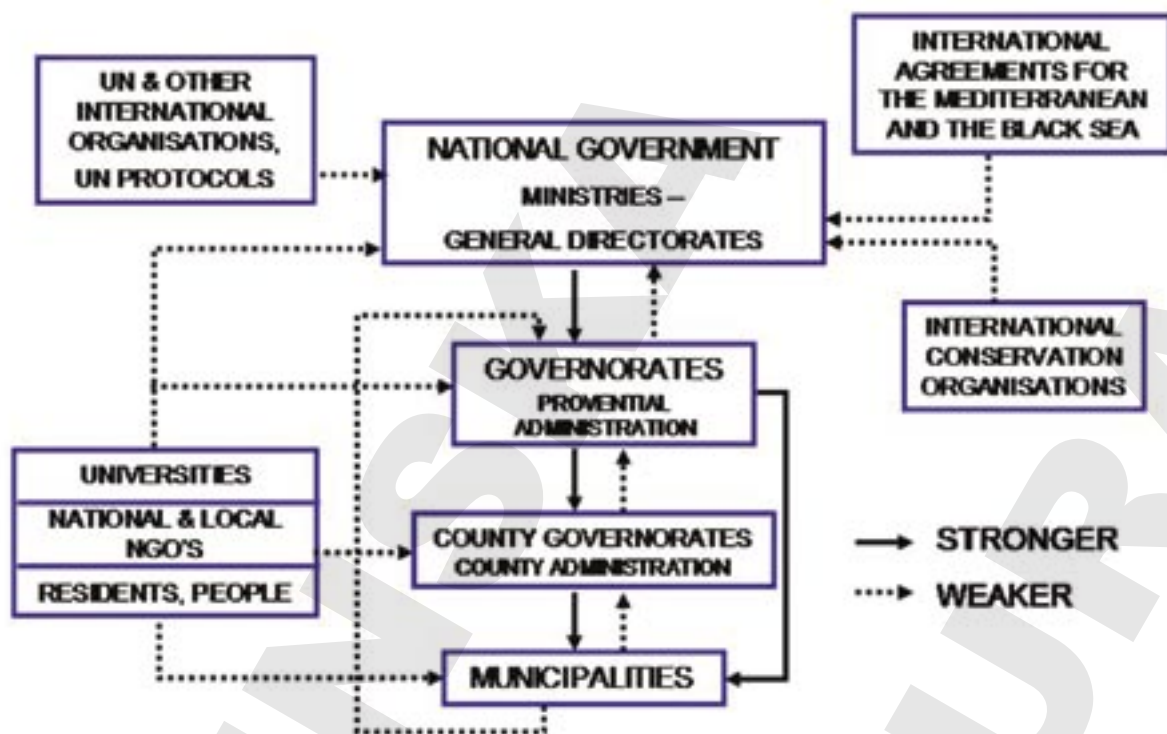 UN & OTHER
INTERNATIONAL
ORGANISATIONS,
UN PROTOCOLS
INTERNATIONAL
AGREEMENTS FOR
THE MEDITERRANEAN
AND THE BLACK SEA
NATIONAL GOVERNMENT
MINISTRIES –
GENERAL DIRECTORATES
INTERNATIONAL
CONSERVATION
ORGANISATIONS
GOVERNORATES
PROVENTIAL
ADMINISTRATION
UNIVERSITIES
NATIONAL & LOCAL
NGO'S
RESIDENTS, PEOPLE
COUNTY GOVERNORATES
COUNTY ADMINISTRATION
MUNICIPALITIES
STRONGER
WEAKER